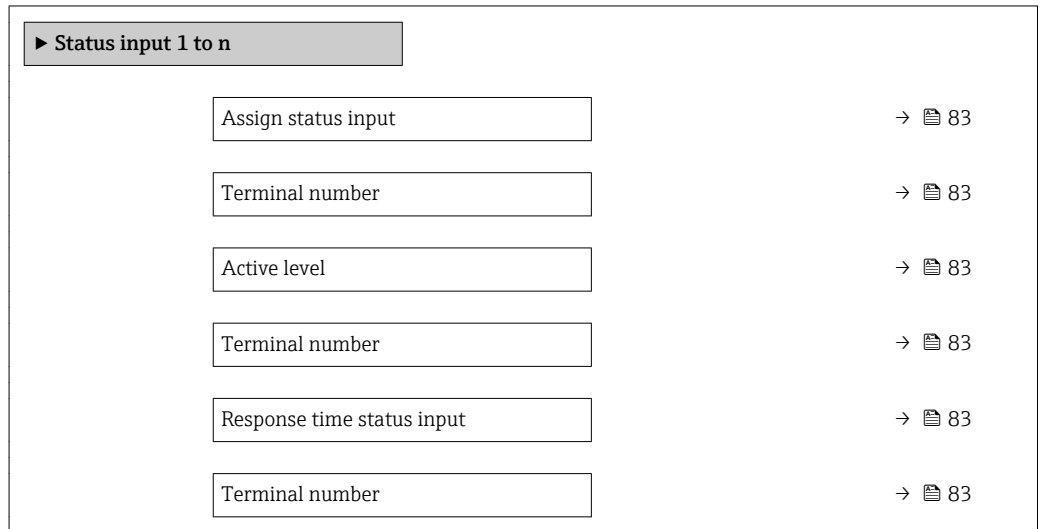 ▶ Status input 1 to n
Assign status input → 🖺 83
Terminal number → 🖺 83
Active level → 🖺 83
Terminal number → 🖺 83
Response time status input → 🖺 83
Terminal number → 🖺 83